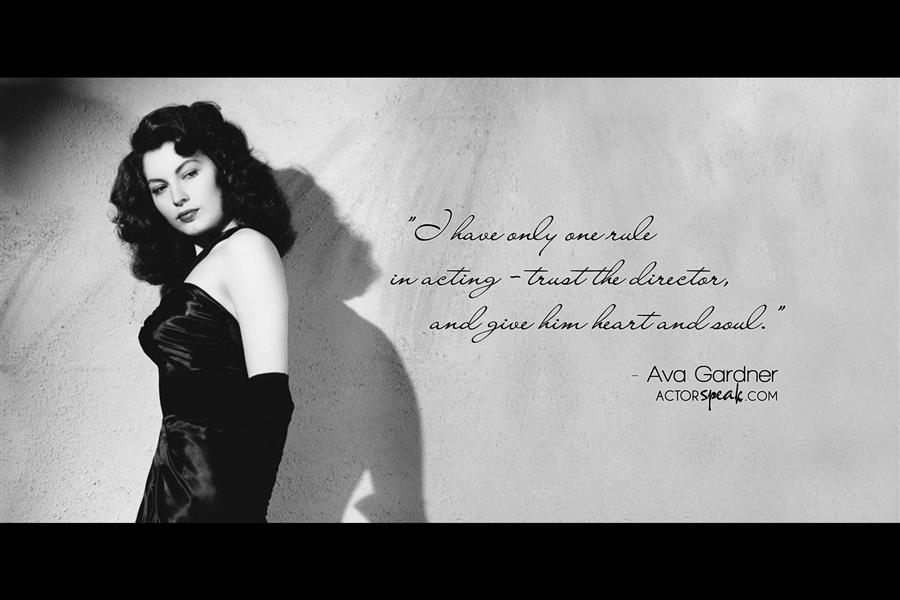 "I have only one rule
in acting - trust the director,
and give him heart and soul."
- Ava Gardner
ACTORspeak.COM